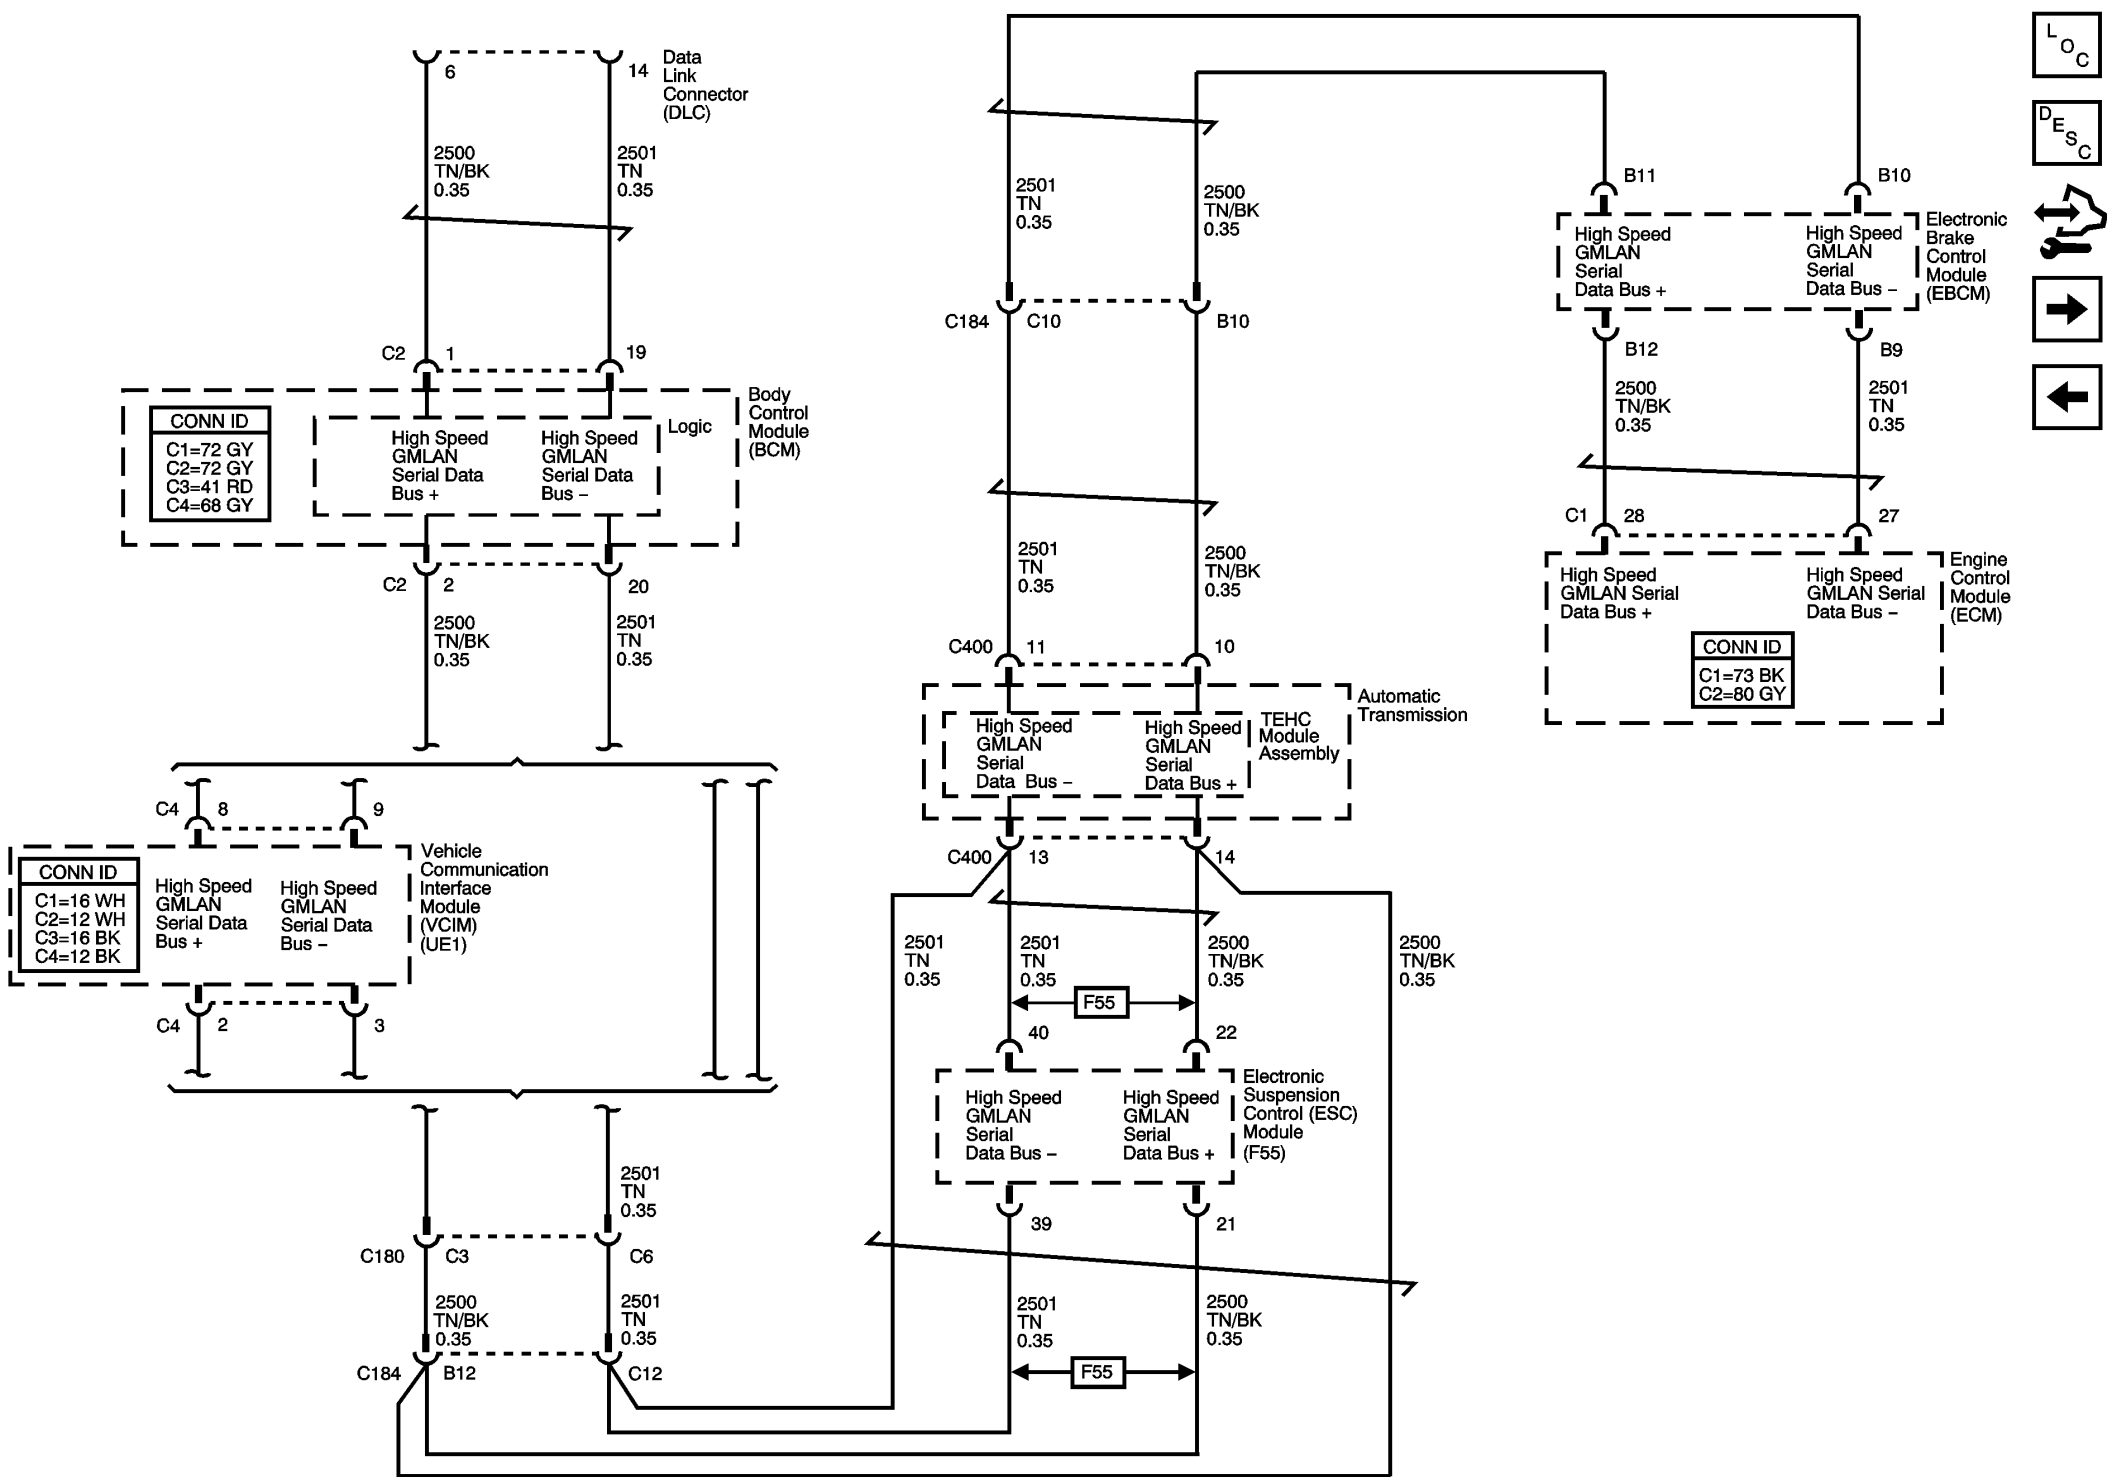 6
14
Data
Link
Connector
(DLC)
2500
TN/BK
0.35
2501
TN
0.35
C2
1
19
Body
Control
Module
(BCM)
CONN ID
C1=72 GY
C2=72 GY
C3=41 RD
C4=68 GY
Logic
High Speed
GMLAN
Serial Data
Bus +
High Speed
GMLAN
Serial Data
Bus –
C2
2
20
2500
TN/BK
0.35
2501
TN
0.35
C4
8
9
CONN ID
C1=16 WH
C2=12 WH
C3=16 BK
C4=12 BK
High Speed
GMLAN
Serial Data
Bus +
High Speed
GMLAN
Serial Data
Bus –
Vehicle
Communication
Interface
Module
(VCIM)
(UE1)
C4
2
3
2501
TN
0.35
C180
C3
C6
2500
TN/BK
0.35
2501
TN
0.35
C184
B12
C12
2501
TN
0.35
2500
TN/BK
0.35
C184
C10
B10
2501
TN
0.35
2500
TN/BK
0.35
C400
11
10
Automatic
Transmission
High Speed
GMLAN
Serial
Data Bus –
High Speed
GMLAN
Serial
Data Bus +
TEHC
Module
Assembly
C400
13
14
2501
TN
0.35
2501
TN
0.35
2500
TN/BK
0.35
2500
TN/BK
0.35
F55
40
22
High Speed
GMLAN
Serial
Data Bus –
High Speed
GMLAN
Serial
Data Bus +
Electronic
Suspension
Control (ESC)
Module
(F55)
39
21
2501
TN
0.35
2500
TN/BK
0.35
F55
B11
B10
High Speed
GMLAN
Serial
Data Bus +
High Speed
GMLAN
Serial
Data Bus –
Electronic
Brake
Control
Module
(EBCM)
B12
B9
2500
TN/BK
0.35
2501
TN
0.35
C1
28
27
High Speed
GMLAN Serial
Data Bus +
High Speed
GMLAN Serial
Data Bus –
Engine
Control
Module
(ECM)
CONN ID
C1=73 BK
C2=80 GY
LOC
DESC